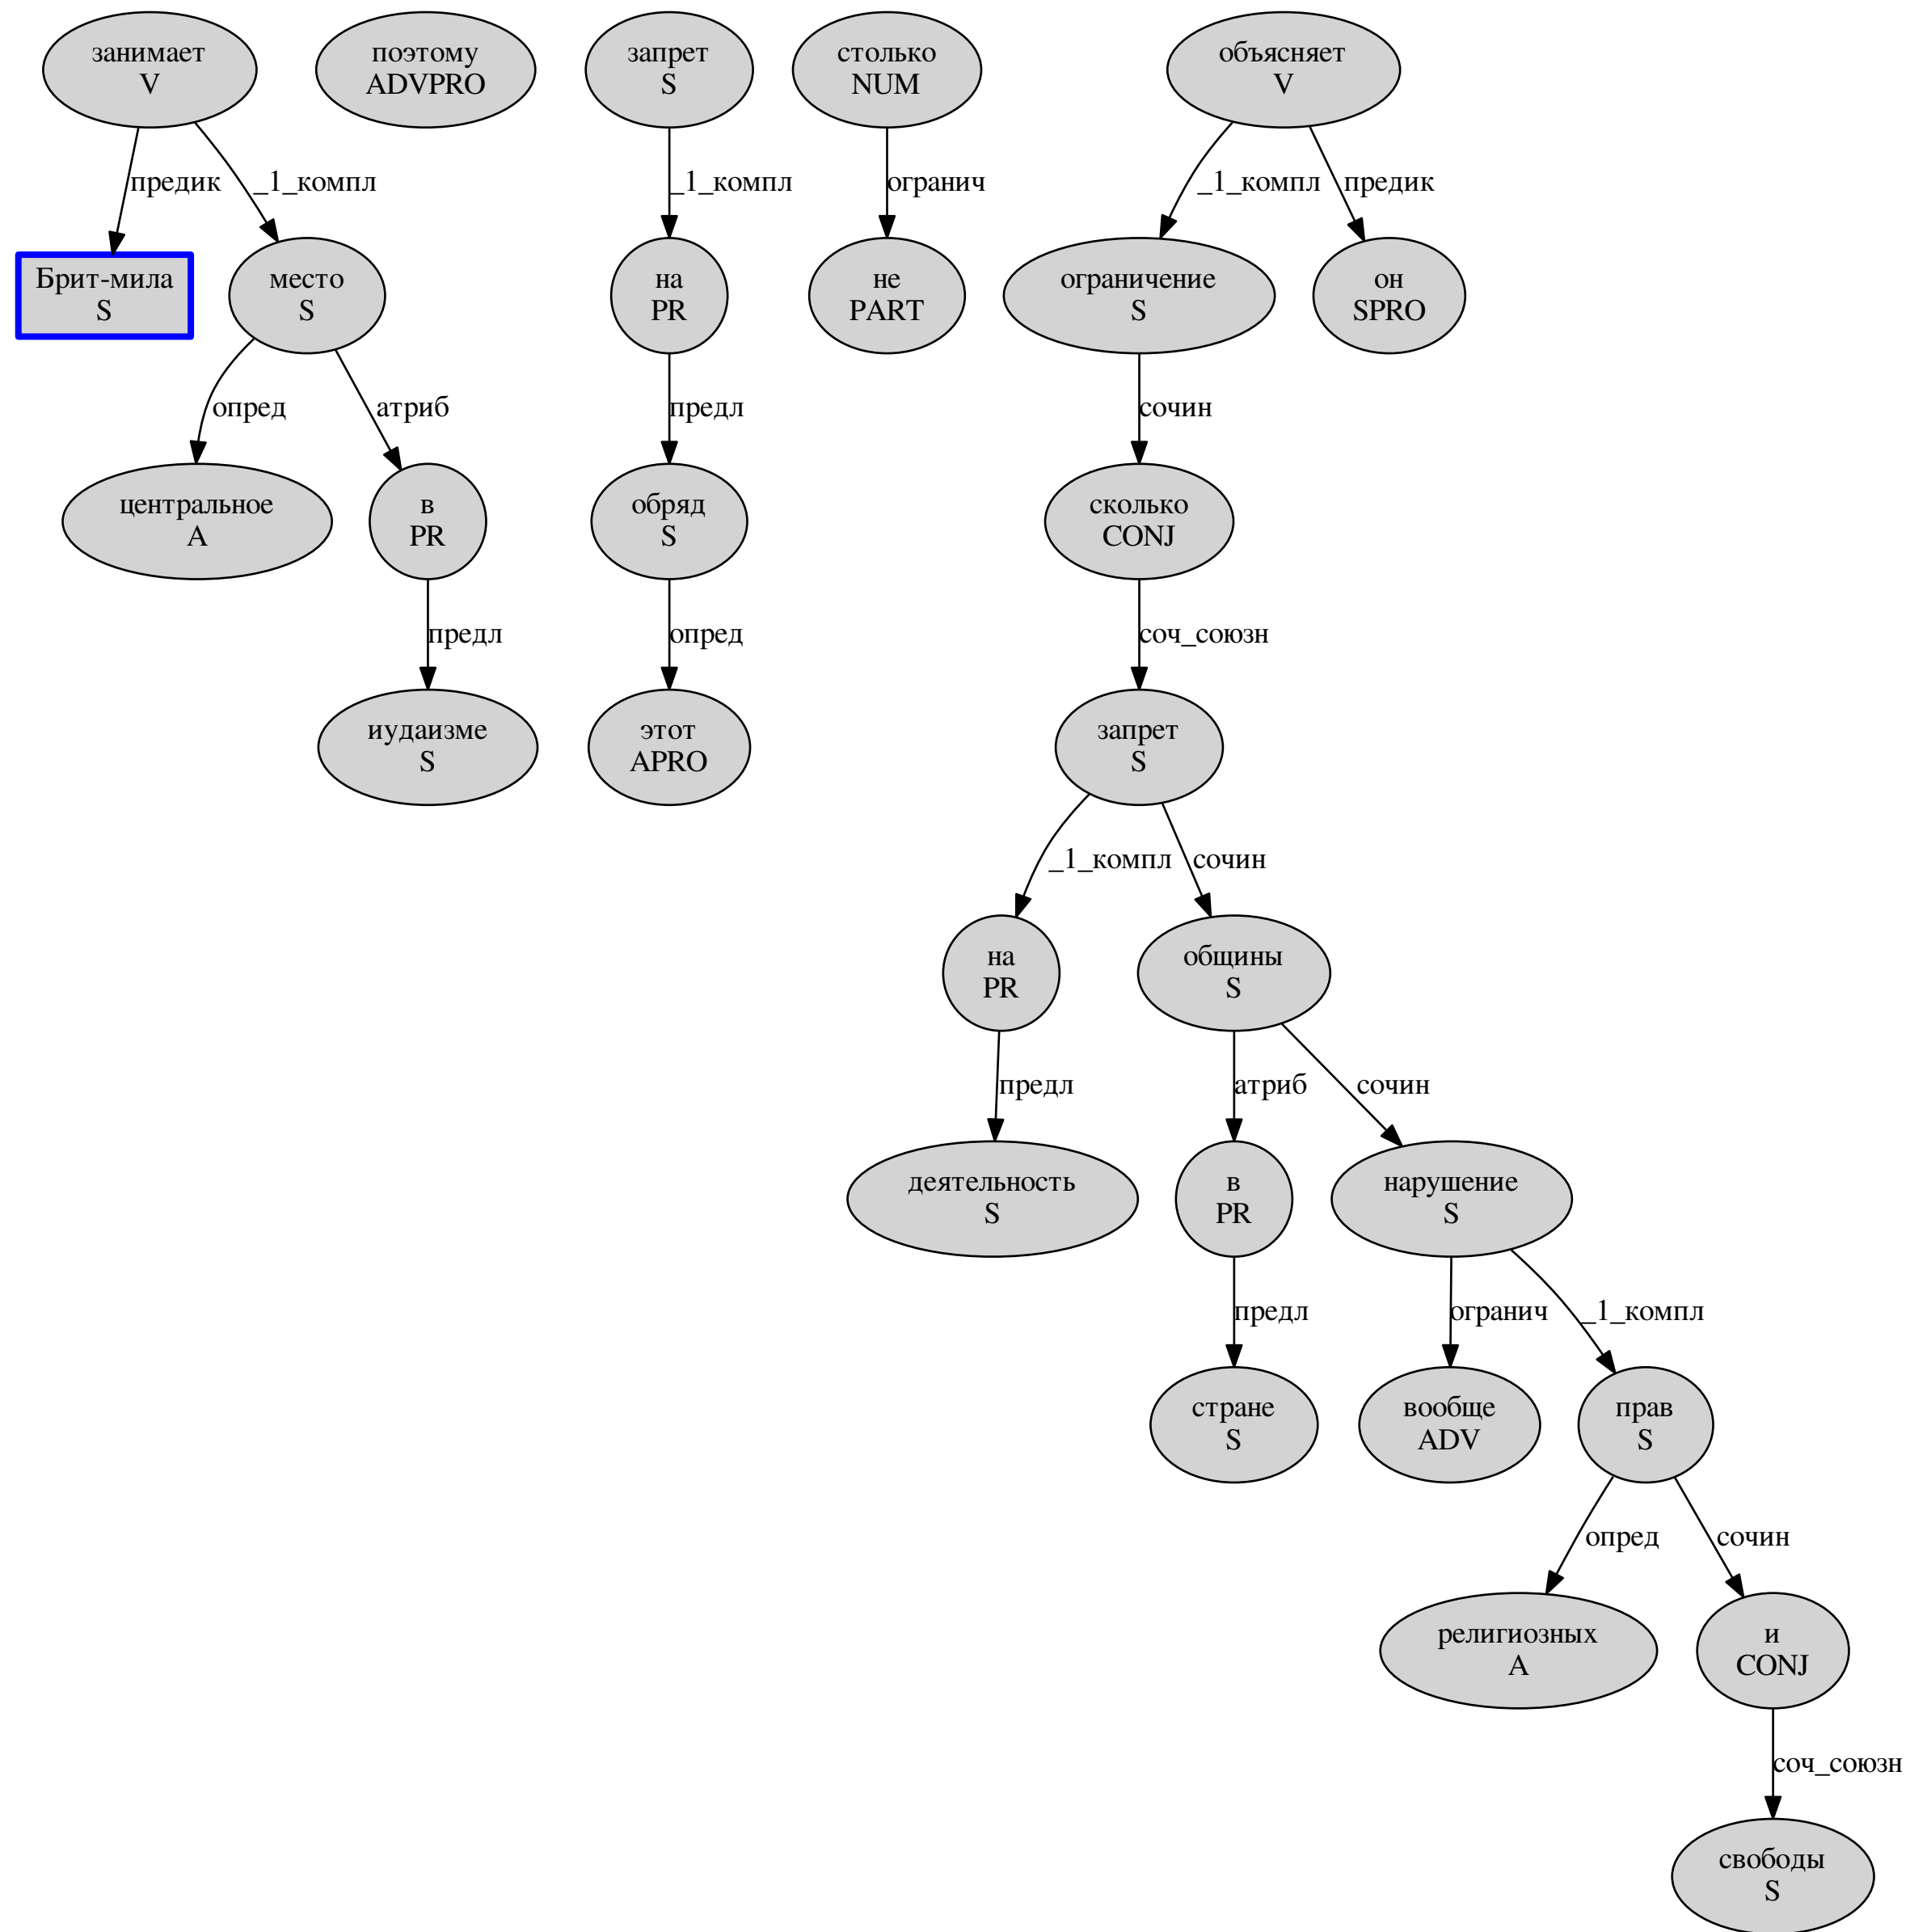 занимает
V
поэтому
ADVPRO
запрет
S
столько
NUM
объясняет
V
предик
_1_компл
_1_компл
огранич
_1_компл
предик
Брит-мила
S
место
S
на
PR
не
PART
ограничение
S
он
SPRO
опред
атриб
предл
сочин
центральное
A
в
PR
обряд
S
сколько
CONJ
предл
опред
соч_союзн
иудаизме
S
этот
APRO
запрет
S
_1_компл
сочин
на
PR
общины
S
предл
атриб
сочин
деятельность
S
в
PR
нарушение
S
предл
огранич
_1_компл
стране
S
вообще
ADV
прав
S
опред
сочин
религиозных
A
и
CONJ
соч_союзн
свободы
S